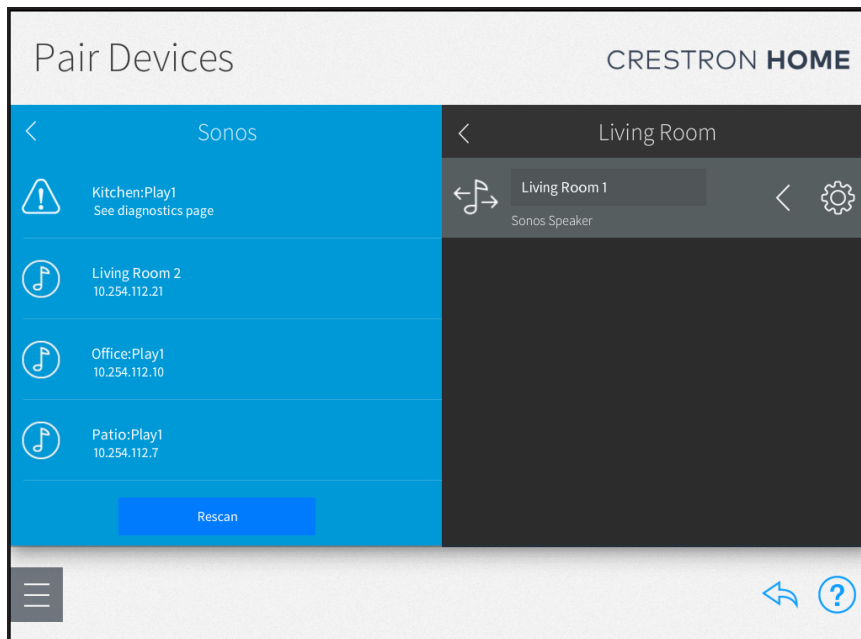 Pair Devices
CRESTRON HOME
Sonos
Kitchen:Play1
See diagnostics page
Living Room 2
10.254.112.21
Office:Play1
10.254.112.10
Patio:Play1
10.254.112.7
Rescan
Living Room
Living Room 1
Sonos Speaker
?